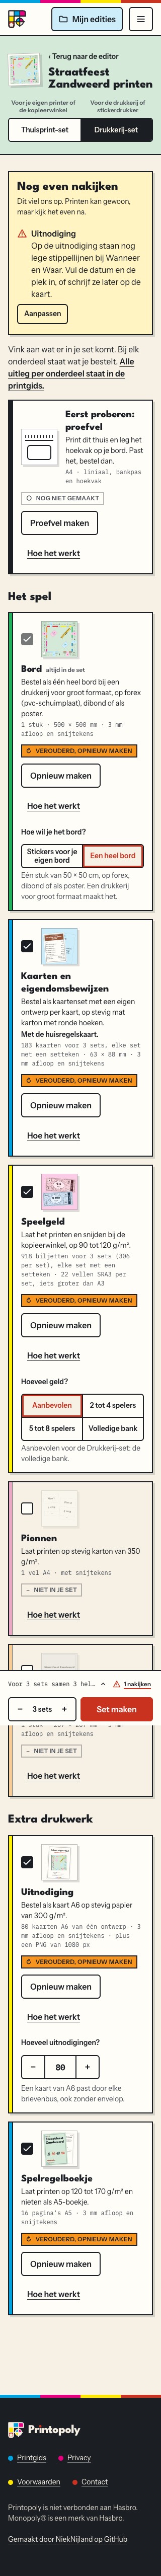 Mijn edities
‹ Terug naar de editor
Straatfeest
Zandweerd printen
Voor je eigen printer of
de kopieerwinkel
Voor de drukkerij of
stickerdrukker
Thuisprint-set
Drukkerij-set
Nog even nakijken
Dit viel ons op. Printen kan gewoon,
maar kijk het even na.
Uitnodiging
Op de uitnodiging staan nog
lege stippellijnen bij Wanneer
en Waar. Vul de datum en de
plek in, of schrijf ze later op de
kaart.
Aanpassen
Vink aan wat er in je set komt. Bij elk
onderdeel staat wat je bestelt. Alle
uitleg per onderdeel staat in de
printgids.
Eerst proberen:
proefvel
Print dit thuis en leg het
hoekvak op je bord. Past
het, dan past alles.
A4 · liniaal, bankpas
en hoekvak
NOG NIET GEMAAKT
Proefvel maken
Hoe het werkt
Het spel
Bord altijd in de set
Bestel als één heel bord bij een
drukkerij voor groot formaat, op forex
(pvc-schuimplaat), dibond of als
poster.
1 stuk · 500 × 500 mm · 3 mm
afloop en snijtekens
VEROUDERD, OPNIEUW MAKEN
Opnieuw maken
Hoe het werkt
Hoe wil je het bord?
Stickers voor je
eigen bord
Een heel bord
Eén stuk van 50 × 50 cm, op forex,
dibond of als poster. Een drukkerij
voor groot formaat maakt het.
Kaarten en
eigendomsbewijzen
Bestel als kaartenset met een eigen
ontwerp per kaart, of laat op stevig
karton met ronde hoeken.
Met de huisregelskaart.
183 kaarten voor 3 sets, elke set
met een setteken · 63 × 88 mm · 3
mm afloop en snijtekens
VEROUDERD, OPNIEUW MAKEN
Opnieuw maken
Hoe het werkt
Speelgeld
Laat printen en snijden bij de
kopieerwinkel, op 90 tot 120 g/m².
918 biljetten voor 3 sets (306
per set), elke set met een
setteken · 22 vellen SRA3 per
set, iets groter dan A3
VEROUDERD, OPNIEUW MAKEN
Opnieuw maken
Hoe het werkt
Hoeveel geld?
Aanbevolen
2 tot 4 spelers
5 tot 8 spelers
Volledige bank
Aanbevolen voor de Drukkerij-set: de
volledige bank.
Pionnen
Laat printen op stevig karton van 350
g/m².
1 vel A4 · met snijtekens
NIET IN JE SET
Hoe het werkt
Voor 3 sets samen 3 hel…
1 nakijken
− 3 sets +
Set maken
NIET IN JE SET
Hoe het werkt
Extra drukwerk
Uitnodiging
Bestel als kaart A6 op stevig papier
van 300 g/m².
80 kaarten A6 van één ontwerp · 3
mm afloop en snijtekens · plus
een PNG van 1080 px
VEROUDERD, OPNIEUW MAKEN
Opnieuw maken
Hoe het werkt
Hoeveel uitnodigingen?
− 80 +
Een kaart van A6 past door elke
brievenbus, ook zonder envelop.
Spelregelboekje
Laat printen op 120 tot 170 g/m² en
nieten als A5-boekje.
16 pagina's A5 · 3 mm afloop en
snijtekens
VEROUDERD, OPNIEUW MAKEN
Opnieuw maken
Hoe het werkt
Printopoly
Printgids
Privacy
Voorwaarden
Contact
Printopoly is niet verbonden aan Hasbro.
Monopoly® is een merk van Hasbro.
Gemaakt door NiekNijland op GitHub